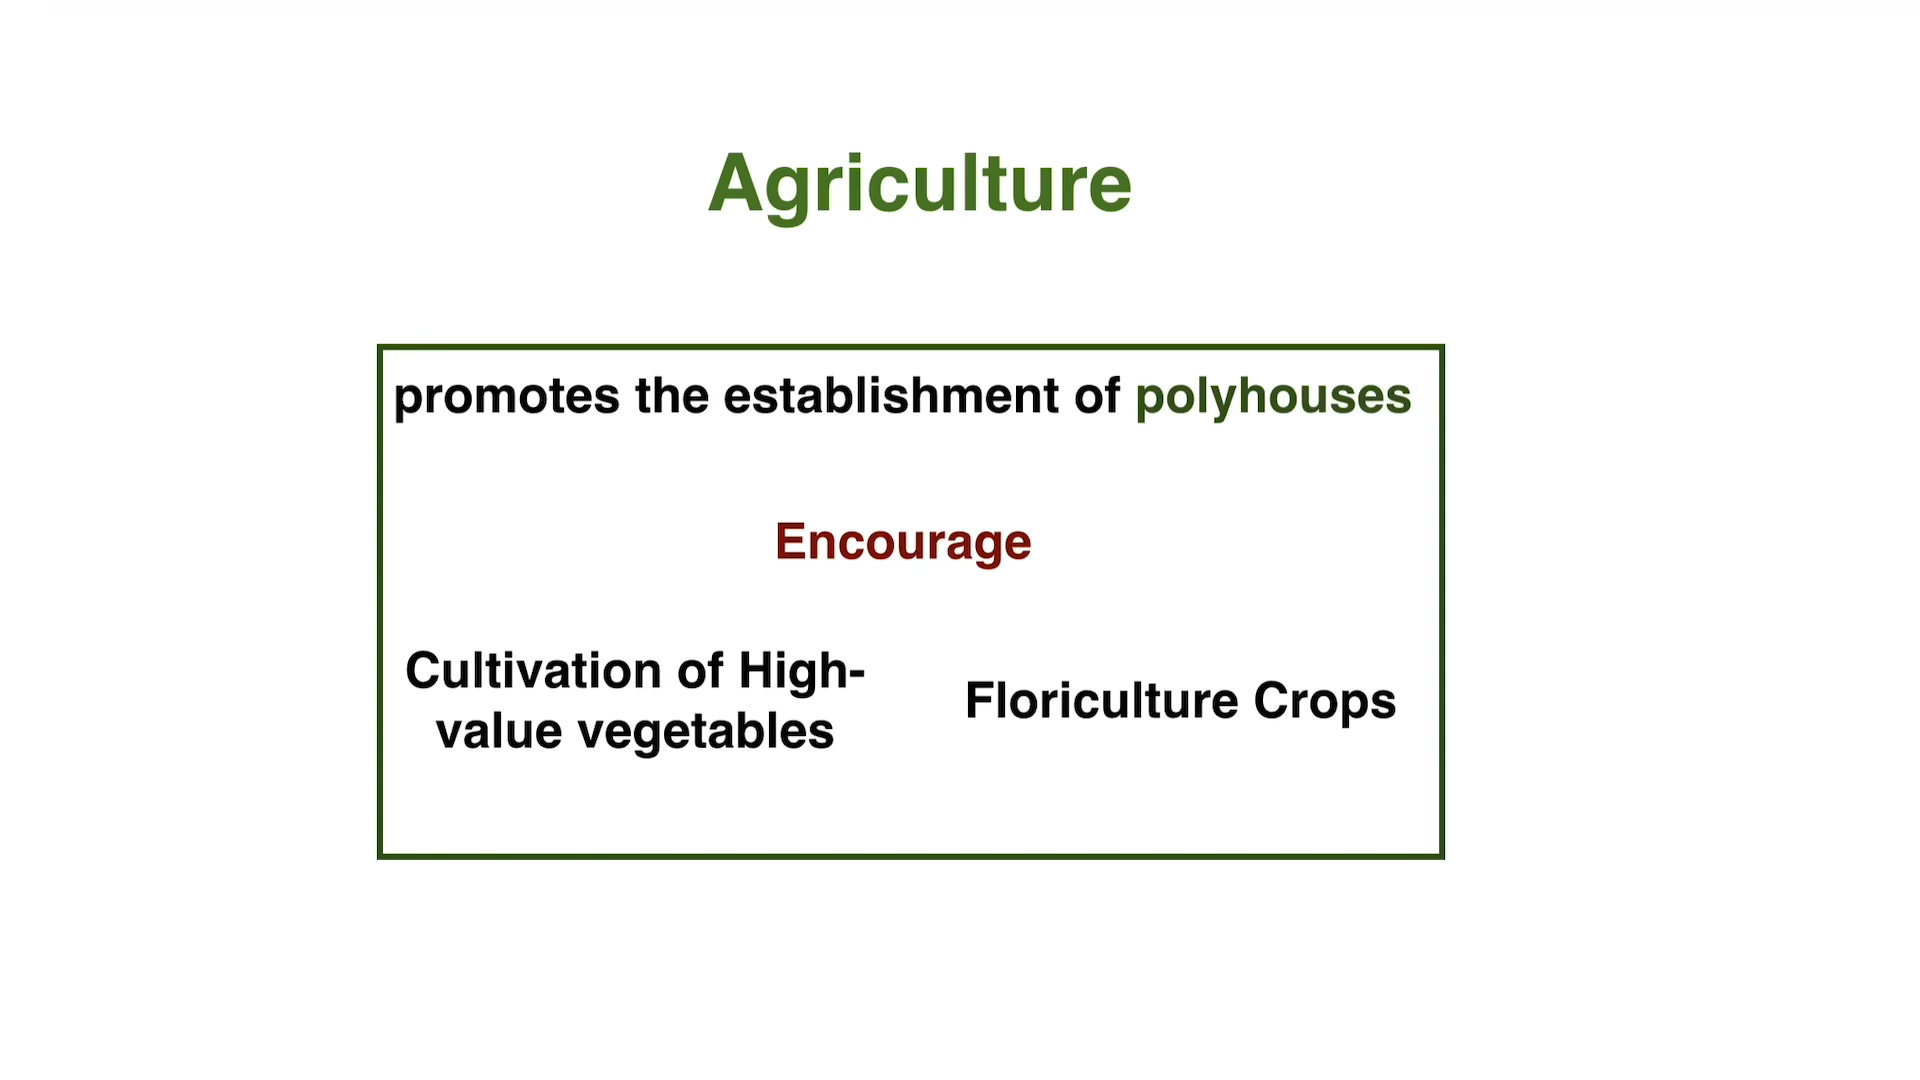 Agriculture
promotes the establishment of polyhouses
Encourage
Cultivation of High-
value vegetables
Floriculture Crops